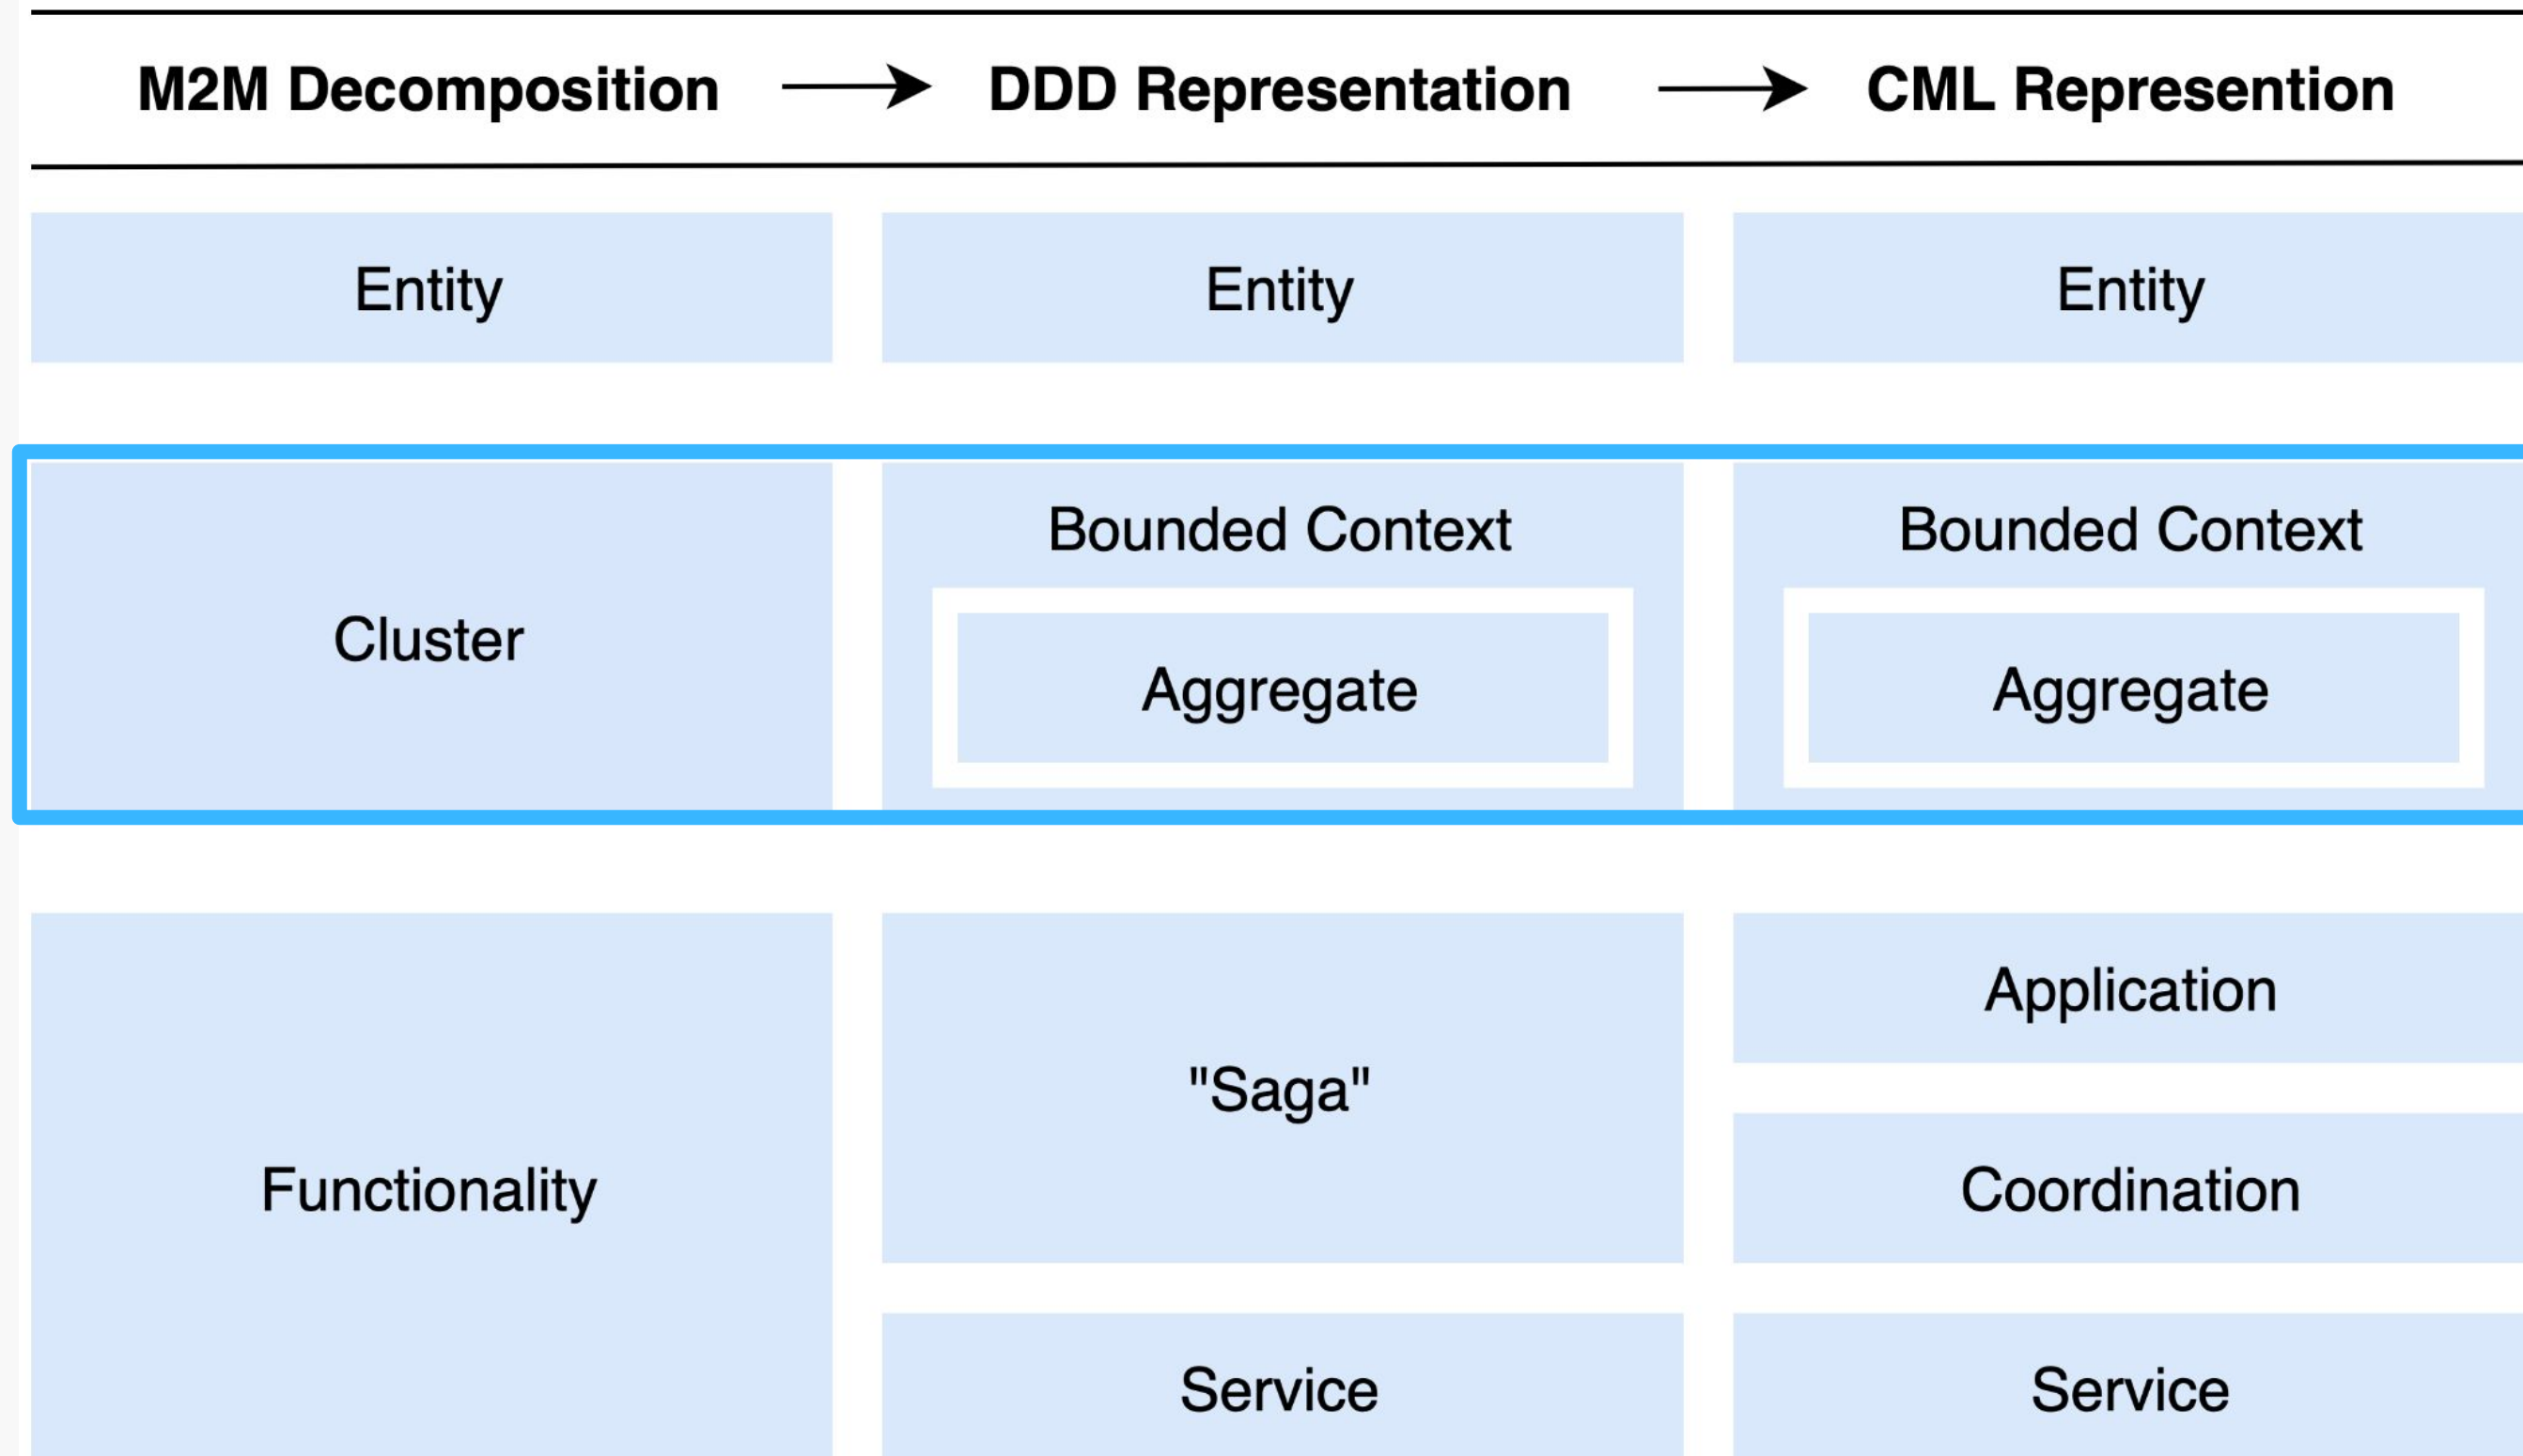 M2M Decomposition
DDD Representation
CML Represention
Entity
Entity
Entity
Cluster
Bounded Context
Aggregate
Bounded Context
Aggregate
Functionality
"Saga"
Service
Application
Coordination
Service